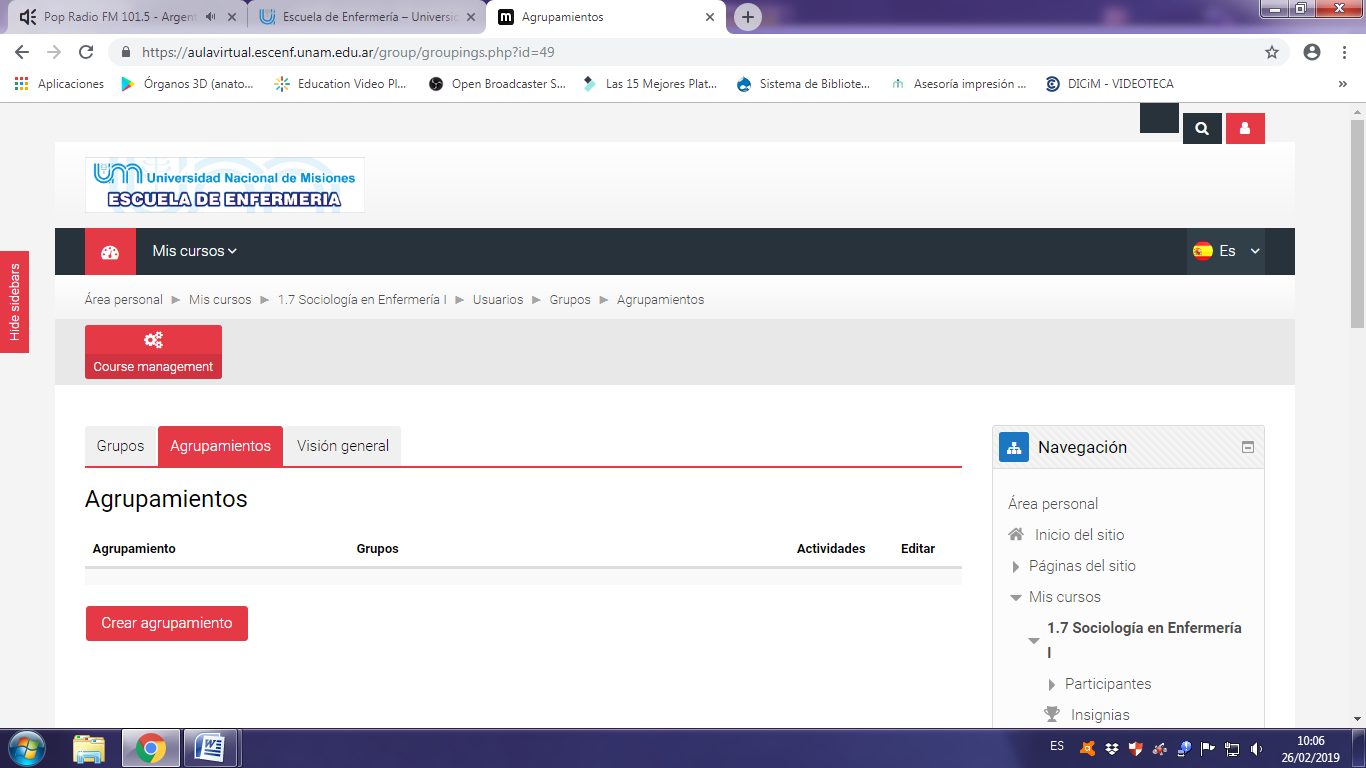 Pop Radio FM 101.5 - Argent
Escuela de Enfermería – Universid
Agrupamientos
https://aulavirtual.escenf.unam.edu.ar/group/groupings.php?id=49
Aplicaciones
Órganos 3D (anato...
Education Video Pl...
Open Broadcaster S...
Las 15 Mejores Plat...
Sistema de Bibliote...
Asesoría impresión ...
DICiM - VIDEOTECA
»
um Universidad Nacional de Misiones
ESCUELA DE ENFERMERIA
Hide sidebars
Mis cursos
Es
Área personal ► Mis cursos ► 1.7 Sociología en Enfermería I ► Usuarios ► Grupos ► Agrupamientos
Course management
Grupos
Agrupamientos
Visión general
Agrupamientos
Agrupamiento Grupos Actividades Editar
Crear agrupamiento
Navegación
Área personal
Inicio del sitio
Páginas del sitio
Mis cursos
1.7 Sociología en Enfermería
I
Participantes
Insignias
ES
10:06
26/02/2019